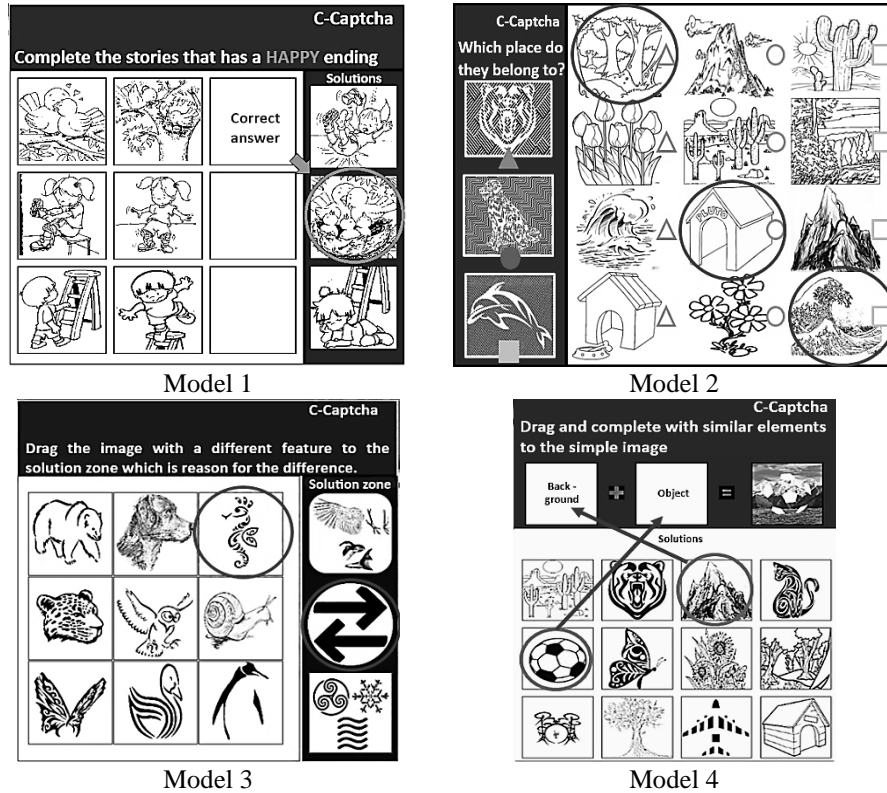 C-Captcha
Complete the stories that has a HAPPY ending
Solutions
Correct
answer
Model 1
C-Captcha
Which place do
they belong to?
PLUTO
Model 2
C-Captcha
Drag the image with a different feature to the
solution zone which is reason for the difference.
Solution zone
Model 3
C-Captcha
Drag and complete with similar elements
to the simple image
Back -
ground
Object
Solutions
Model 4